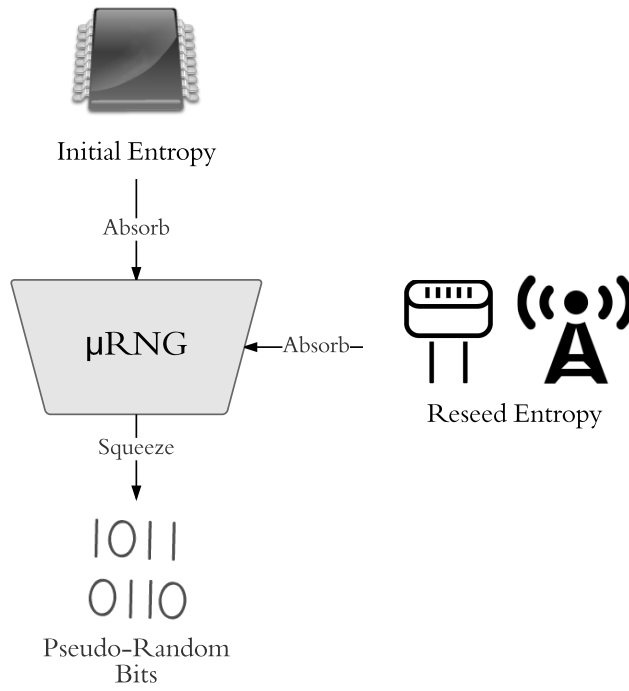 Initial Entropy
Absorb
µRNG
Absorb
Reseed Entropy
Squeeze
1011
0110
Pseudo-Random
Bits